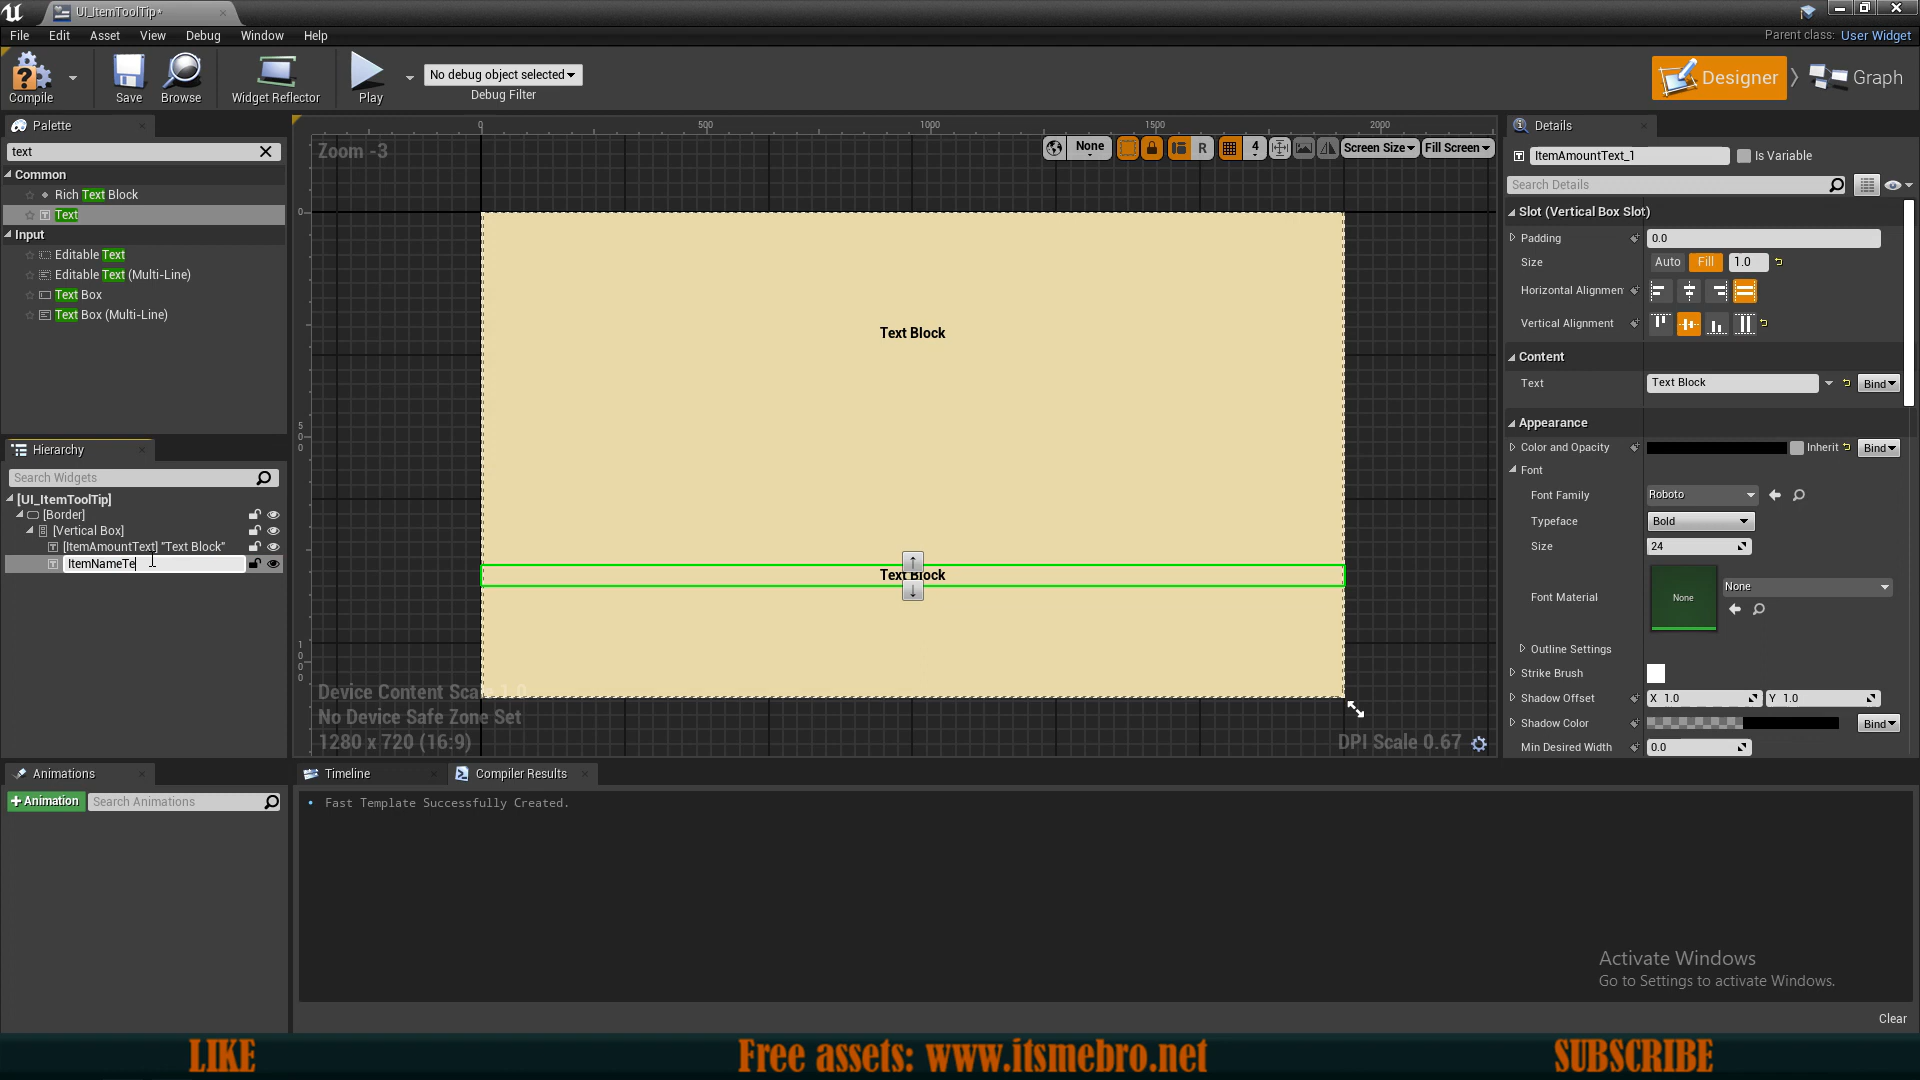 UI_ItemToolTip*
File Edit Asset View Debug Window Help
Parent class: User Widget
Compile Save Browse Widget Reflector Play
No debug object selected
Debug Filter
Designer Graph
Palette
text
Common
Rich Text Block
Text
Input
Editable Text
Editable Text (Multi-Line)
Text Box
Text Box (Multi-Line)
Hierarchy
Search Widgets
[UI_ItemToolTip]
[Border]
[Vertical Box]
[ItemAmountText] "Text Block"
ItemNameTe
Animations
+ Animation
Search Animations
0 500 1000 1500 2000
Zoom -3
None R 4 Screen Size Fill Screen
0
500
1000
Text Block
Text Block
Device Content Scale 1.0
No Device Safe Zone Set
1280 x 720 (16:9)
DPI Scale 0.67
Timeline
Compiler Results
Fast Template Successfully Created.
Clear
Details
ItemAmountText_1
Is Variable
Search Details
Slot (Vertical Box Slot)
Padding 0.0
Size Auto Fill 1.0
Horizontal Alignmen
Vertical Alignment
Content
Text Text Block Bind
Appearance
Color and Opacity Inherit Bind
Font
Font Family Roboto
Typeface Bold
Size 24
Font Material None None
Outline Settings
Strike Brush
Shadow Offset X 1.0 Y 1.0
Shadow Color Bind
Min Desired Width 0.0
Activate Windows
Go to Settings to activate Windows.
LIKE
Free assets: www.itsmebro.net
SUBSCRIBE